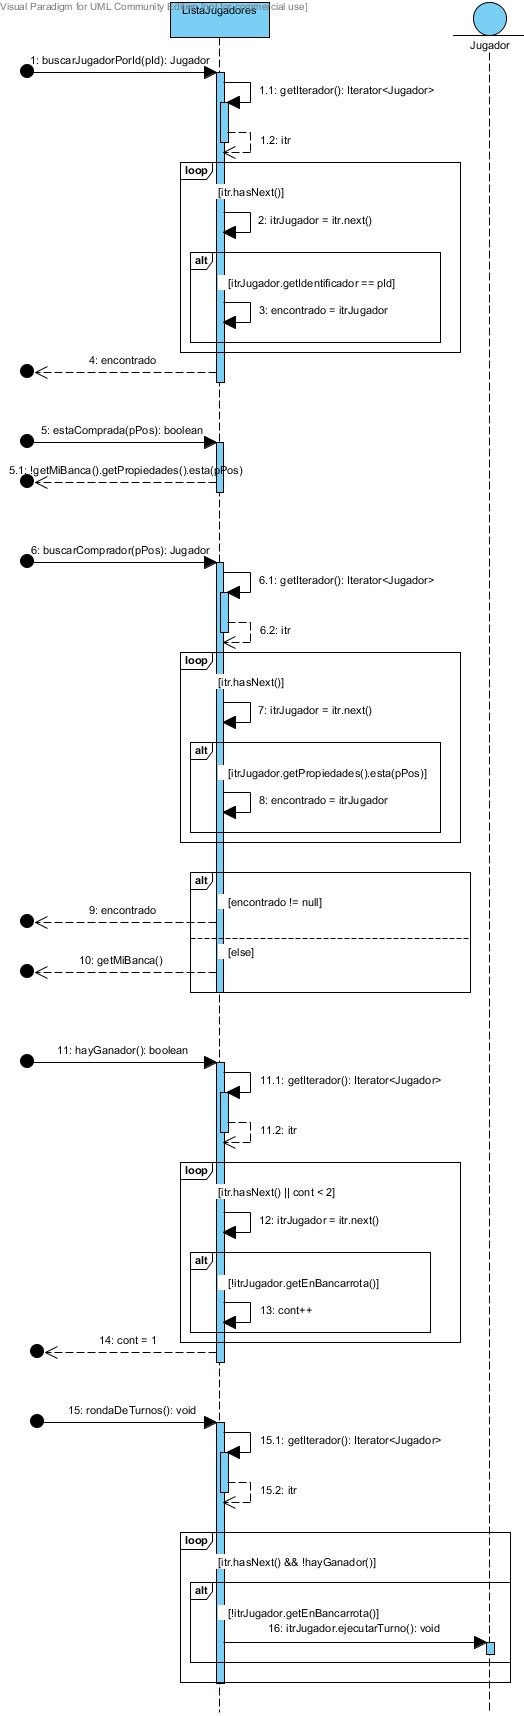 Visual Paradigm for UML Community Edition [not for commercial use]
ListaJugadores
Jugador
1: buscarJugadorPorId(pId): Jugador
1.1: getIterador(): Iterator<Jugador>
1.2: itr
loop
[itr.hasNext()]
2: itrJugador = itr.next()
alt
[itrJugador.getIdentificador == pId]
3: encontrado = itrJugador
4: encontrado
5: estaComprada(pPos): boolean
5.1: !getMiBanca().getPropiedades().esta(pPos)
6: buscarComprador(pPos): Jugador
6.1: getIterador(): Iterator<Jugador>
6.2: itr
loop
[itr.hasNext()]
7: itrJugador = itr.next()
alt
[itrJugador.getPropiedades().esta(pPos)]
8: encontrado = itrJugador
alt
[encontrado != null]
9: encontrado
[else]
10: getMiBanca()
11: hayGanador(): boolean
11.1: getIterador(): Iterator<Jugador>
11.2: itr
loop
[itr.hasNext() || cont < 2]
12: itrJugador = itr.next()
alt
[!itrJugador.getEnBancarrota()]
13: cont++
14: cont = 1
15: rondaDeTurnos(): void
15.1: getIterador(): Iterator<Jugador>
15.2: itr
loop
[itr.hasNext() && !hayGanador()]
alt
[!itrJugador.getEnBancarrota()]
16: itrJugador.ejecutarTurno(): void